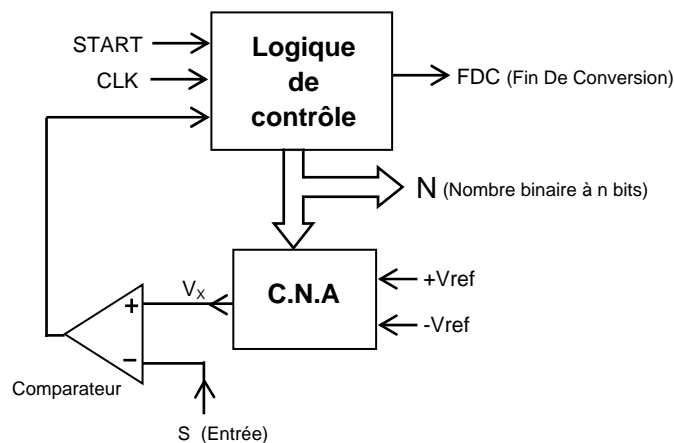 START
CLK
Logique
de
contrôle
FDC (Fin De Conversion)
N (Nombre binaire à n bits)
C.N.A
+Vref
-Vref
VX
+
−
Comparateur
S (Entrée)